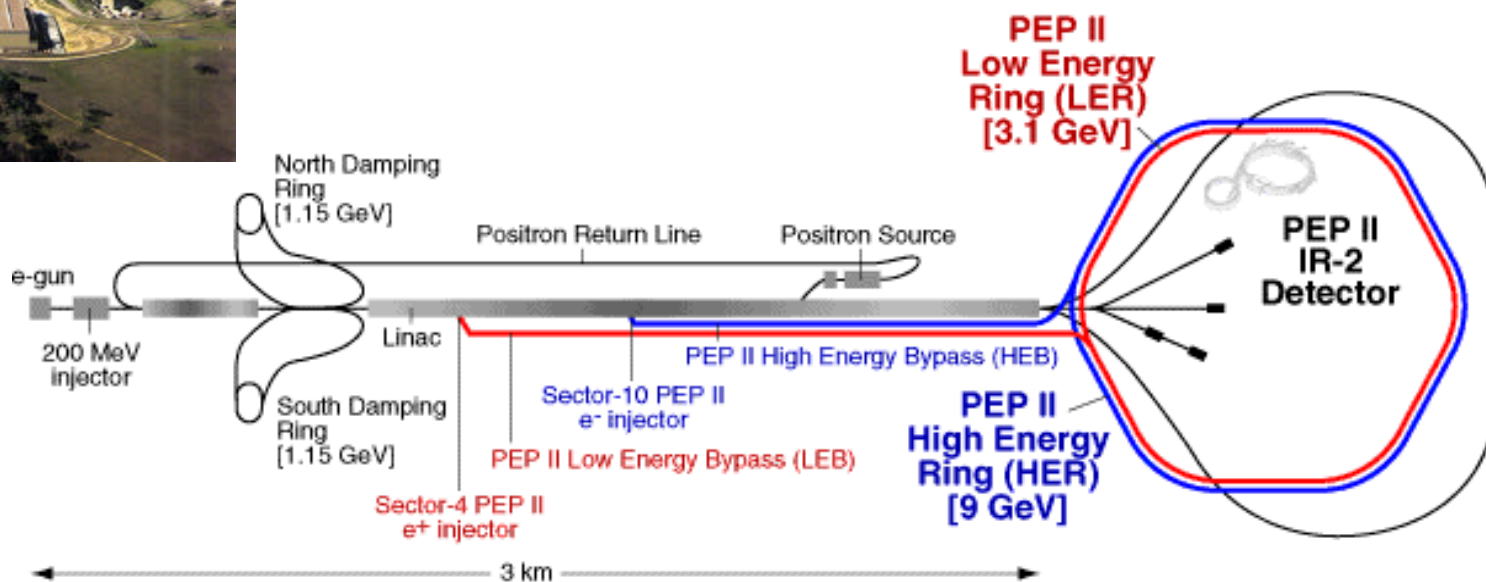 PEP II
Low Energy
Ring (LER)
[3.1 GeV]
North Damping
Ring
[1.15 GeV]
Positron Return Line
Positron Source
e-gun
PEP II
IR-2
Detector
Linac
200 MeV
injector
PEP II High Energy Bypass (HEB)
Sector-10 PEP II
e- injector
South Damping
Ring
[1.15 GeV]
PEP II Low Energy Bypass (LEB)
PEP II
High Energy
Ring (HER)
[9 GeV]
Sector-4 PEP II
e+ injector
3 km